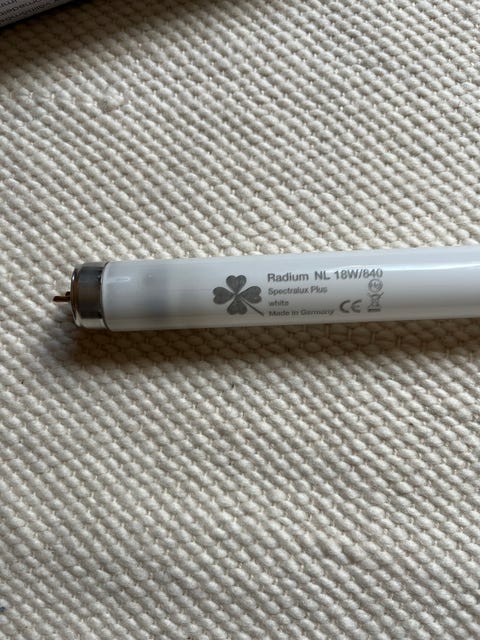 Radium NL 18W/840
Spectralux Plus
white
Made in Germany CE